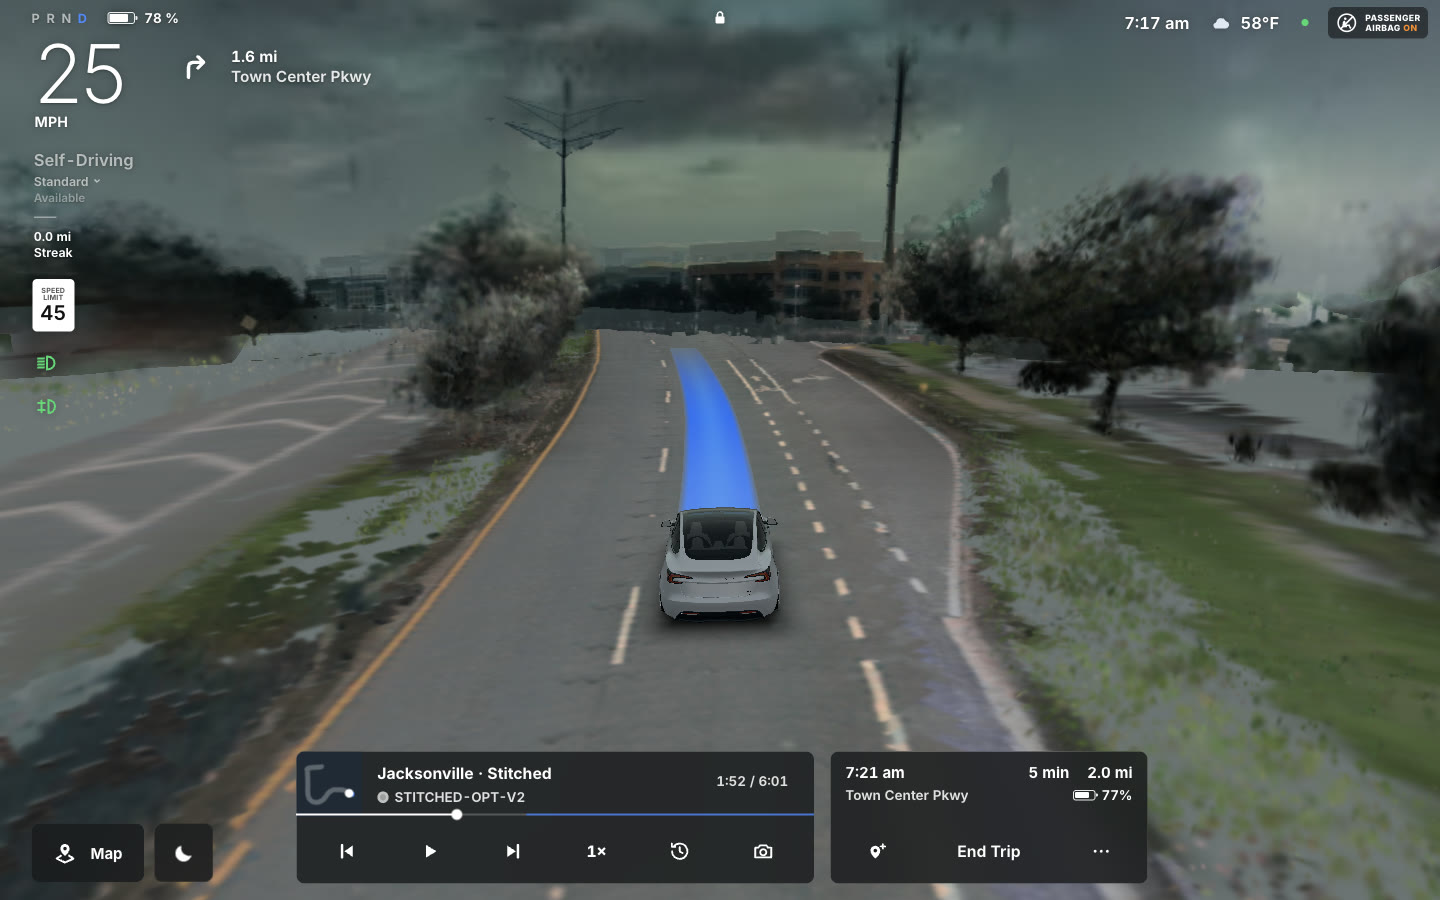 P R N D
78 %
7:17 am
58°F
PASSENGER
AIRBAG ON
25
MPH
1.6 mi
Town Center Pkwy
Self-Driving
Standard
Available
0.0 mi
Streak
SPEED
LIMIT
45
Jacksonville · Stitched
STITCHED-OPT-V2
1:52 / 6:01
1×
7:21 am
5 min
2.0 mi
Town Center Pkwy
77%
End Trip
Map